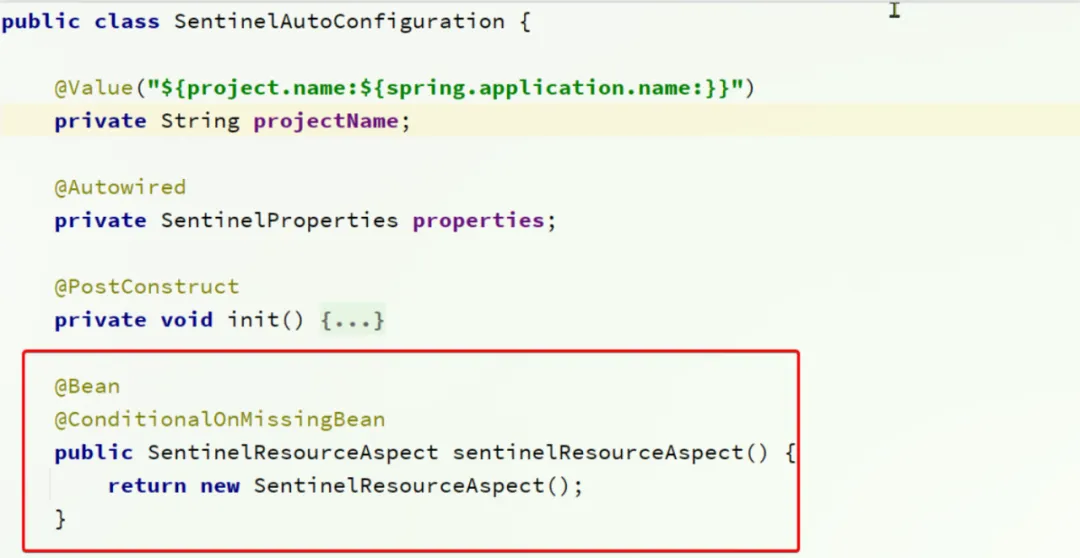 public class SentinelAutoConfiguration {
@Value("${project.name:${spring.application.name:}}")
private String projectName;
@Autowired
private SentinelProperties properties;
@PostConstruct
private void init() {...}
@Bean
@ConditionalOnMissingBean
public SentinelResourceAspect sentinelResourceAspect() {
return new SentinelResourceAspect();
}